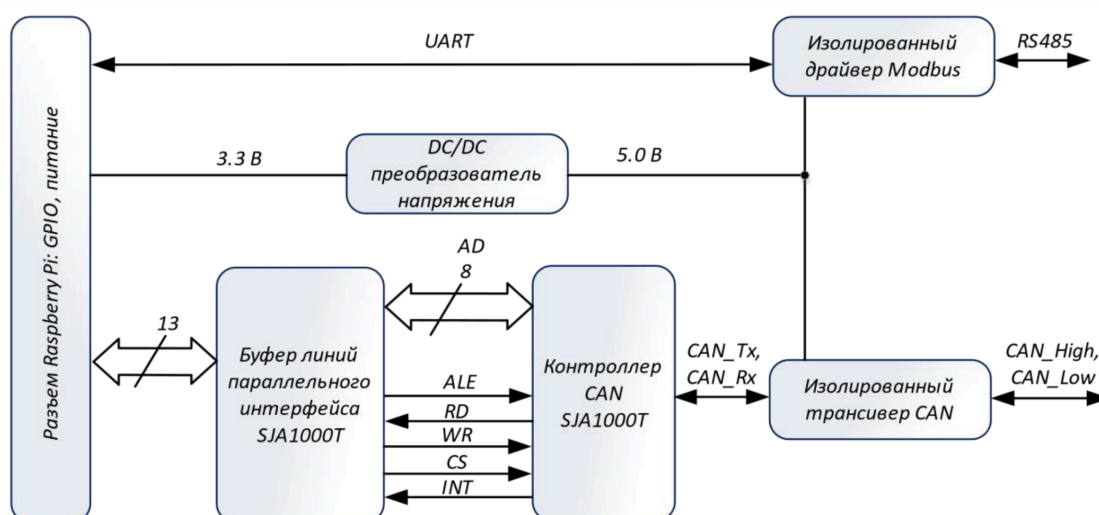 UART
Изолированный
драйвер Modbus
RS485
Разъем Raspberry Pi: GPIO, питание
3.3 В
DC/DC
преобразователь
напряжения
5.0 В
13
Буфер линий
параллельного
интерфейса
SJA1000T
AD
8
ALE
RD
WR
CS
INT
Контроллер
CAN
SJA1000T
CAN_Tx,
CAN_Rx
Изолированный
трансивер CAN
CAN_High,
CAN_Low